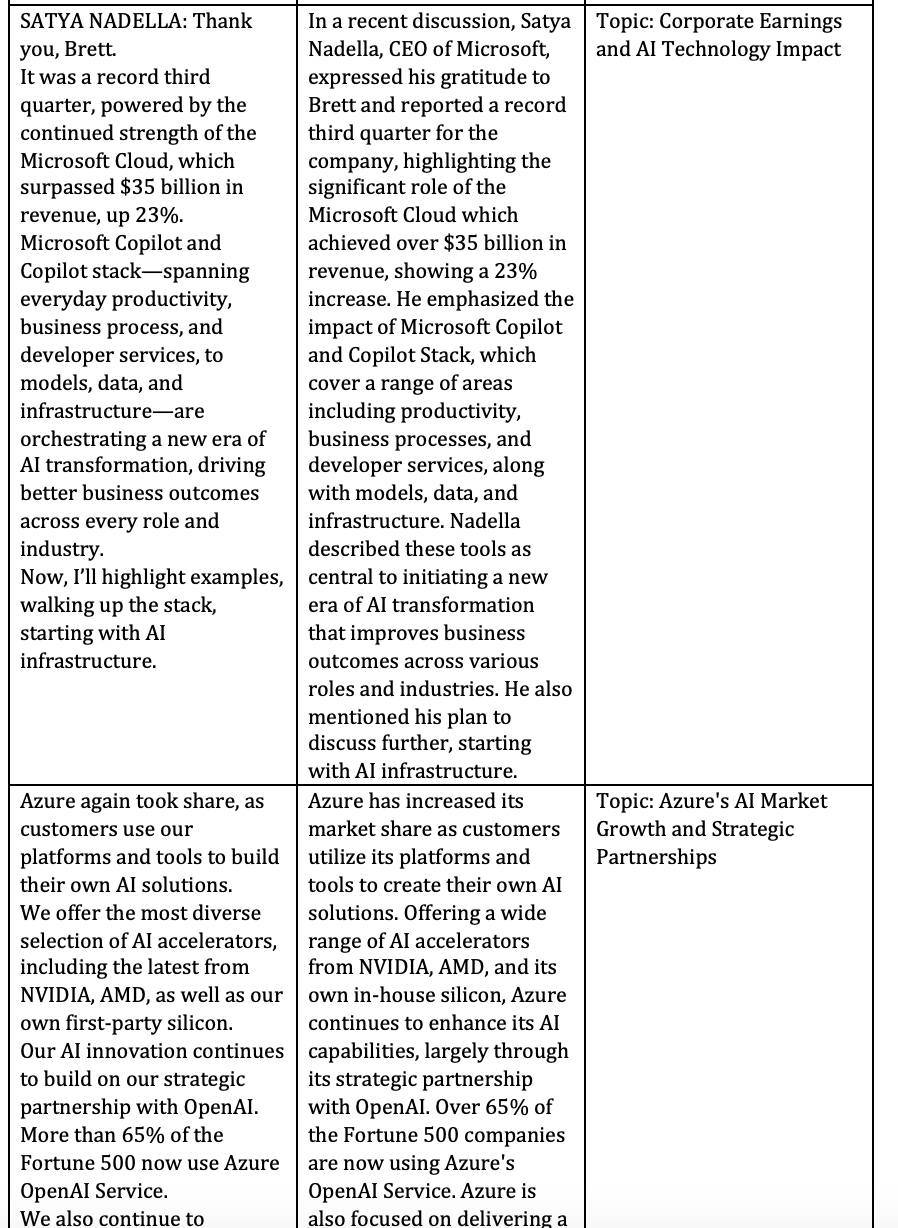 SATYA NADELLA: Thank
you, Brett.
It was a record third
quarter, powered by the
continued strength of the
Microsoft Cloud, which
surpassed $35 billion in
revenue, up 23%.
Microsoft Copilot and
Copilot stack—spanning
everyday productivity,
business process, and
developer services, to
models, data, and
infrastructure—are
orchestrating a new era of
AI transformation, driving
better business outcomes
across every role and
industry.
Now, I’ll highlight examples,
walking up the stack,
starting with AI
infrastructure.
In a recent discussion, Satya
Nadella, CEO of Microsoft,
expressed his gratitude to
Brett and reported a record
third quarter for the
company, highlighting the
significant role of the
Microsoft Cloud which
achieved over $35 billion in
revenue, showing a 23%
increase. He emphasized the
impact of Microsoft Copilot
and Copilot Stack, which
cover a range of areas
including productivity,
business processes, and
developer services, along
with models, data, and
infrastructure. Nadella
described these tools as
central to initiating a new
era of AI transformation
that improves business
outcomes across various
roles and industries. He also
mentioned his plan to
discuss further, starting
with AI infrastructure.
Topic: Corporate Earnings
and AI Technology Impact
Azure again took share, as
customers use our
platforms and tools to build
their own AI solutions.
We offer the most diverse
selection of AI accelerators,
including the latest from
NVIDIA, AMD, as well as our
own first-party silicon.
Our AI innovation continues
to build on our strategic
partnership with OpenAI.
More than 65% of the
Fortune 500 now use Azure
OpenAI Service.
We also continue to
Azure has increased its
market share as customers
utilize its platforms and
tools to create their own AI
solutions. Offering a wide
range of AI accelerators
from NVIDIA, AMD, and its
own in-house silicon, Azure
continues to enhance its AI
capabilities, largely through
its strategic partnership
with OpenAI. Over 65% of
the Fortune 500 companies
are now using Azure's
OpenAI Service. Azure is
also focused on delivering a
Topic: Azure's AI Market
Growth and Strategic
Partnerships